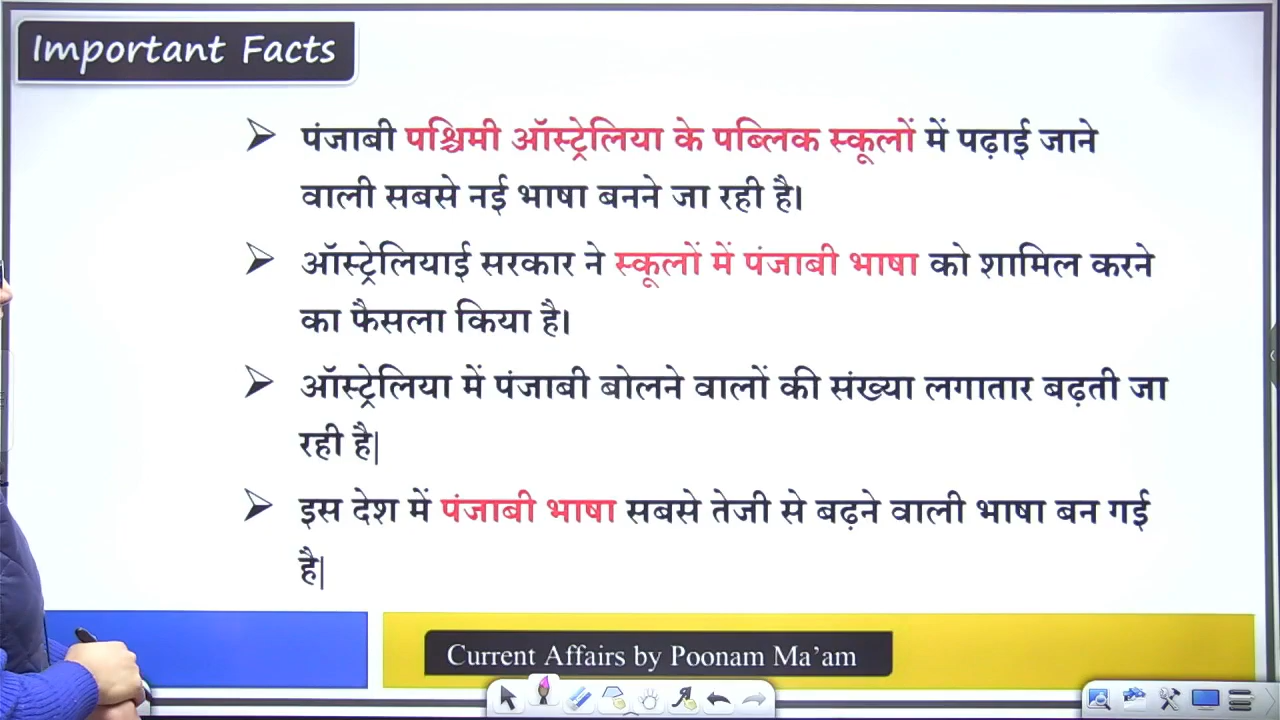 Important Facts
पंजाबी पश्चिमी ऑस्ट्रेलिया के पब्लिक स्कूलों में पढ़ाई जाने
वाली सबसे नई भाषा बनने जा रही है।
ऑस्ट्रेलियाई सरकार ने स्कूलों में पंजाबी भाषा को शामिल करने
का फैसला किया है।
ऑस्ट्रेलिया में पंजाबी बोलने वालों की संख्या लगातार बढ़ती जा
रही है|
इस देश में पंजाबी भाषा सबसे तेजी से बढ़ने वाली भाषा बन गई
है|
Current Affairs by Poonam Ma'am